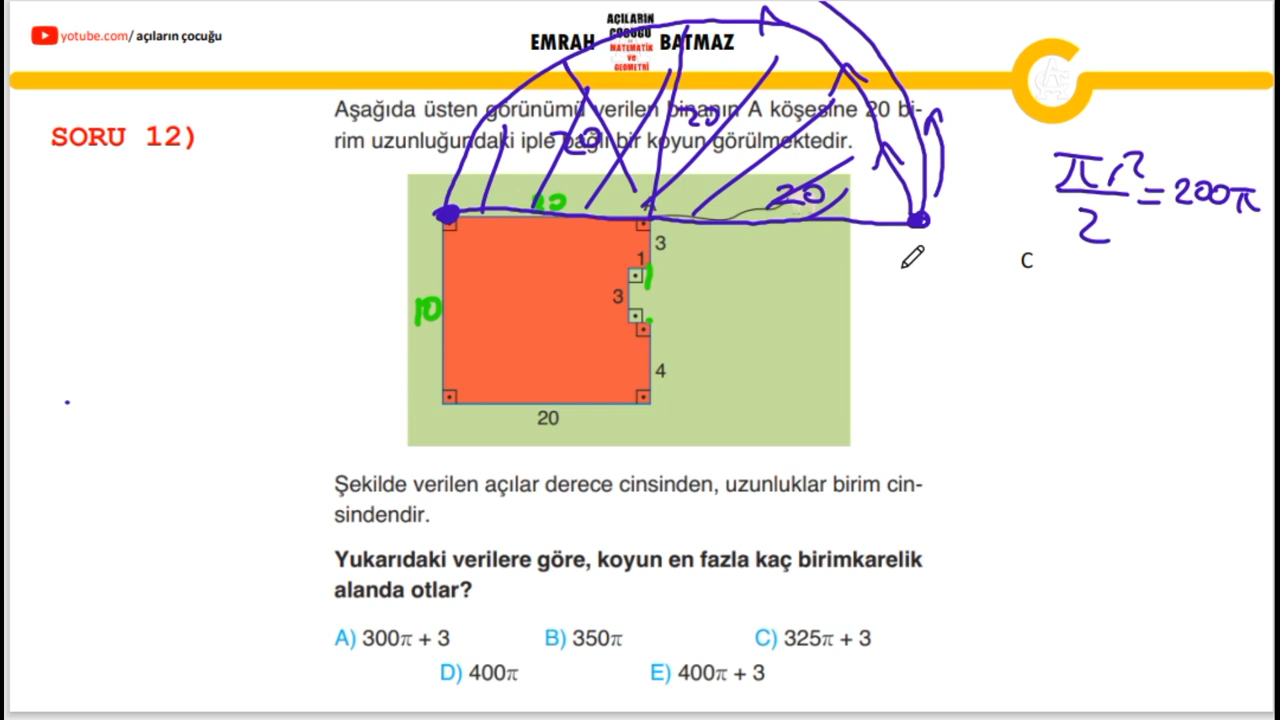 yotube.com/ açıların çocuğu
AÇILARIN
ÇOCUĞU
EMRAH MATEMATİK BATMAZ
ve
GEOMETRİ
SORU 12)
Aşağıda üsten görünümü verilen binanın A köşesine 20 bi-
rim uzunluğundaki iple bağlı bir koyun görülmektedir.
20 20 20
πr²/2 = 200π
10
A
3
1
3
10
4
20
C
Şekilde verilen açılar derece cinsinden, uzunluklar birim cin-
sindendir.
Yukarıdaki verilere göre, koyun en fazla kaç birimkarelik
alanda otlar?
A) 300π + 3 B) 350π C) 325π + 3
D) 400π E) 400π + 3